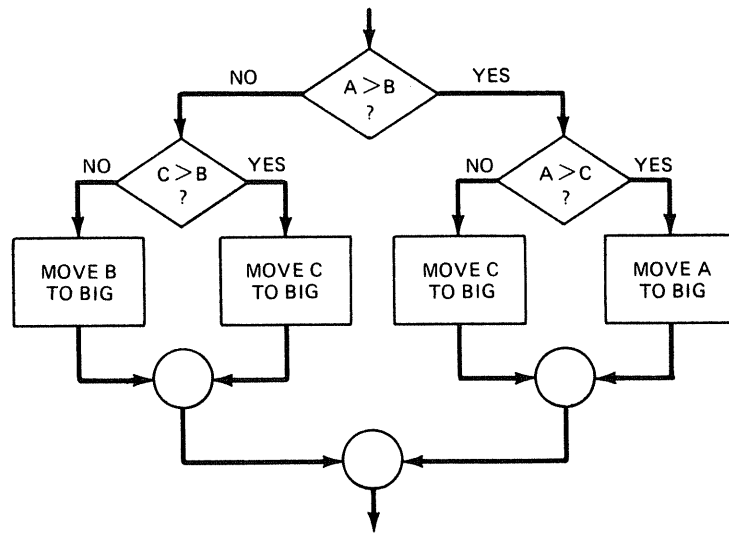 NO
A > B
?
YES
NO
C > B
?
YES
NO
A > C
?
YES
MOVE B
TO BIG
MOVE C
TO BIG
MOVE C
TO BIG
MOVE A
TO BIG